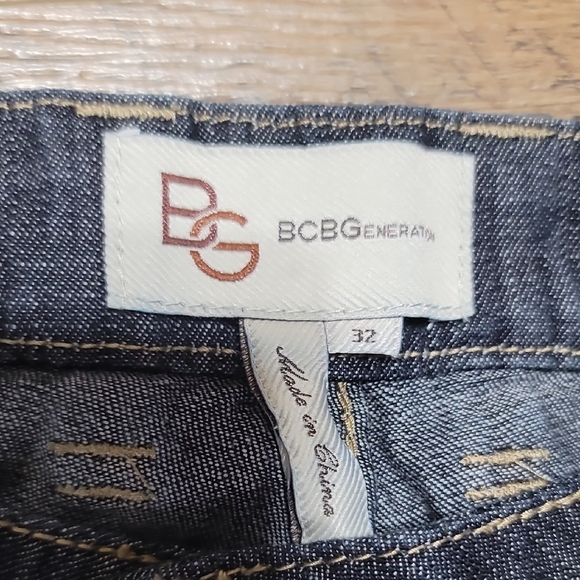 BG
BCBGENERATION
32
Made in China